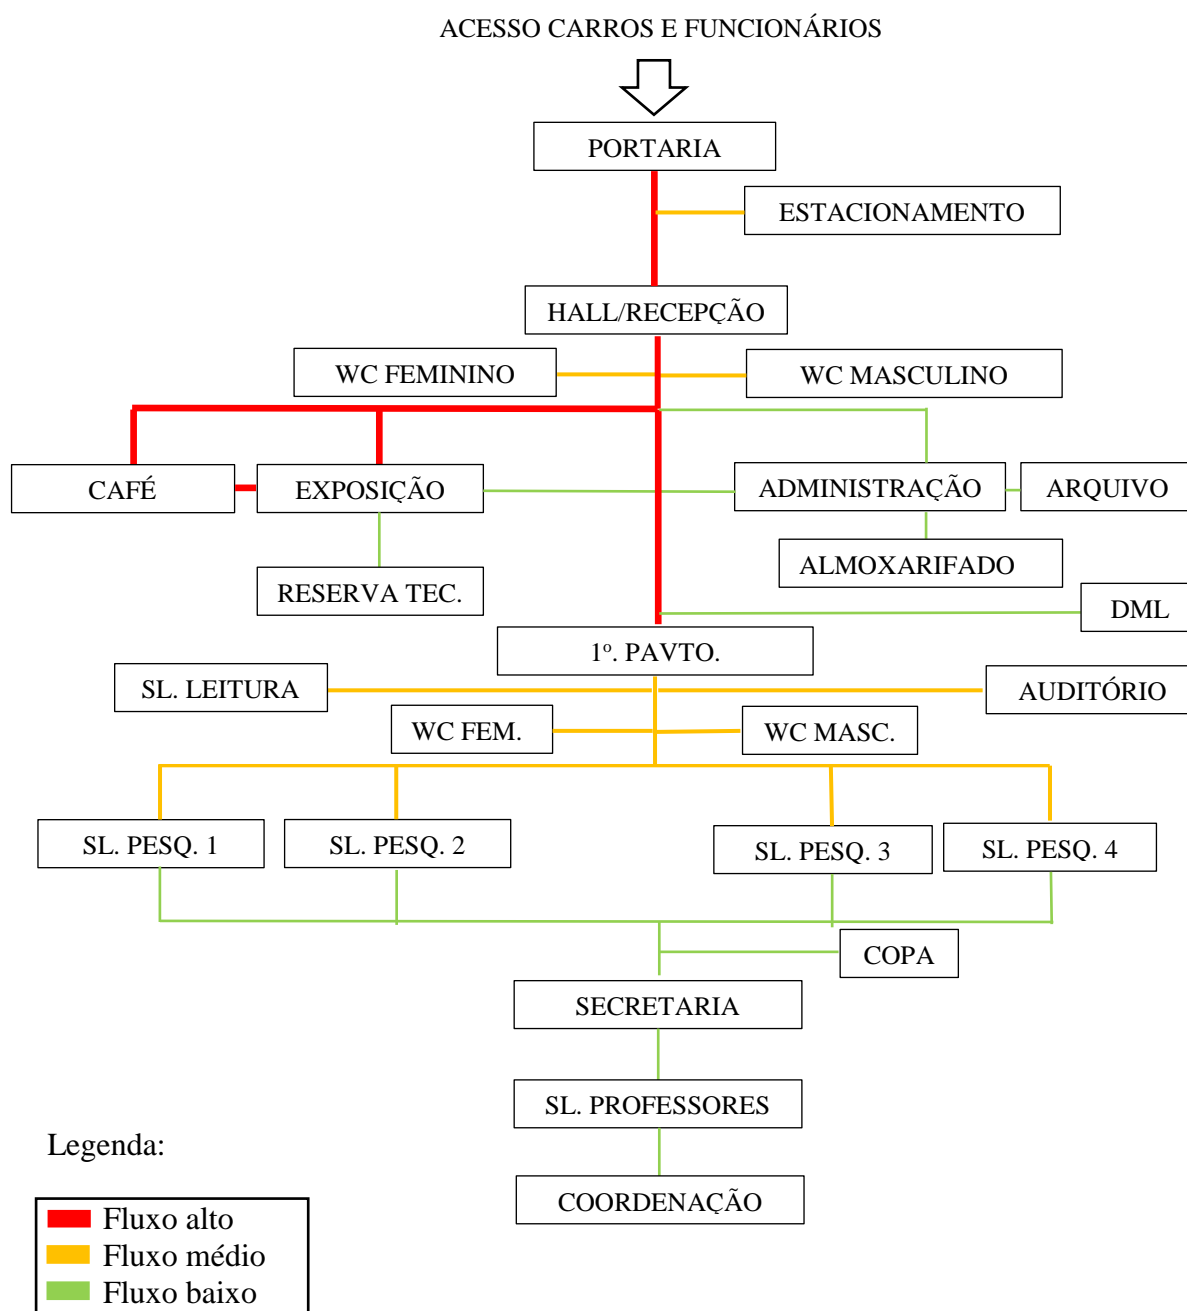 ACESSO CARROS E FUNCIONÁRIOS
PORTARIA
ESTACIONAMENTO
HALL/RECEPÇÃO
WC FEMININO
WC MASCULINO
CAFÉ
EXPOSIÇÃO
ADMINISTRAÇÃO
ARQUIVO
RESERVA TEC.
ALMOXARIFADO
DML
1º. PAVTO.
SL. LEITURA
AUDITÓRIO
WC FEM.
WC MASC.
SL. PESQ. 1
SL. PESQ. 2
SL. PESQ. 3
SL. PESQ. 4
COPA
SECRETARIA
SL. PROFESSORES
COORDENAÇÃO
Legenda:
Fluxo alto
Fluxo médio
Fluxo baixo